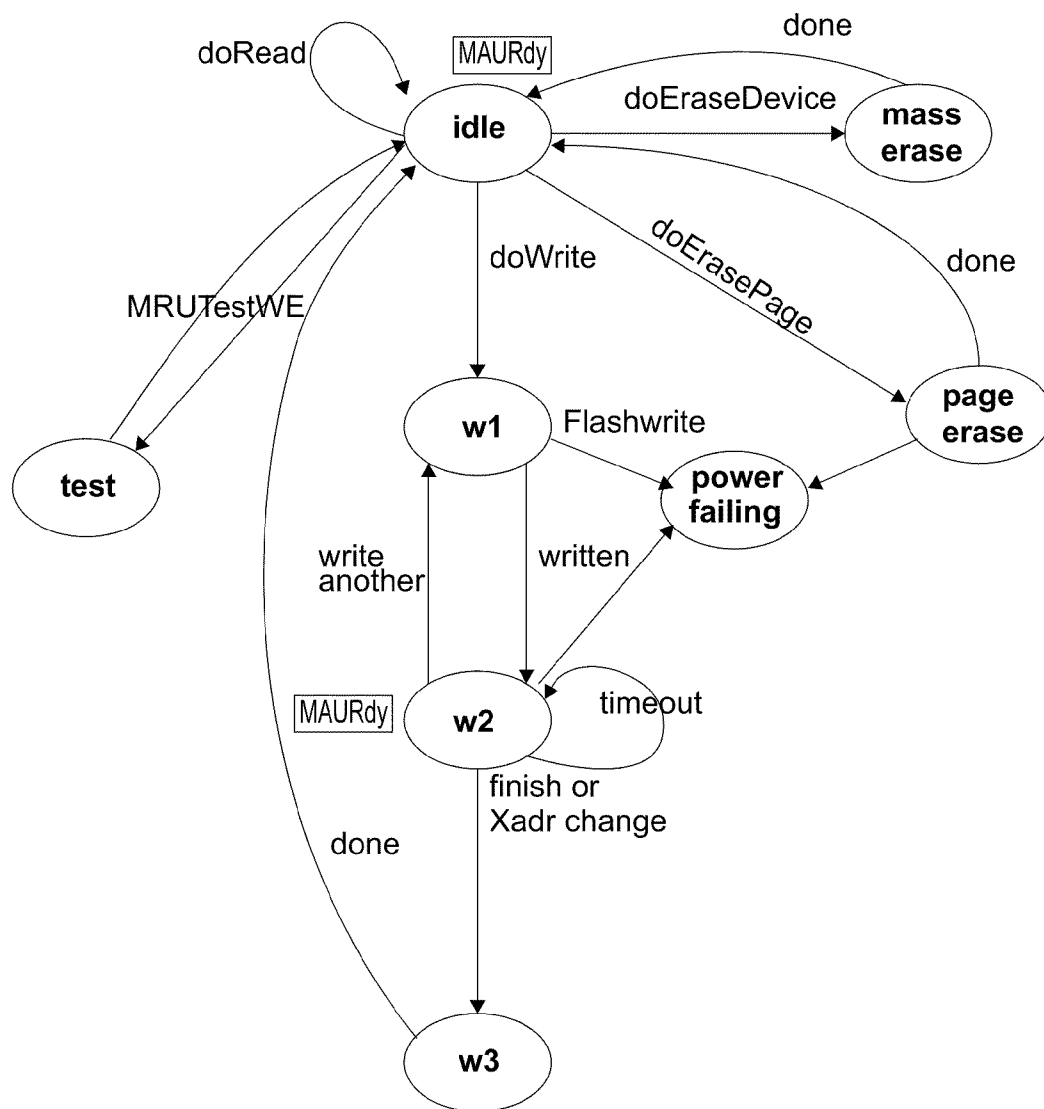 done
doRead
MAURdy
doEraseDevice
idle
mass
erase
doWrite
doErasePage
done
MRUTestWE
w1
Flashwrite
page
erase
test
power
failing
write
another
written
MAURdy
w2
timeout
finish or
Xadr change
done
w3